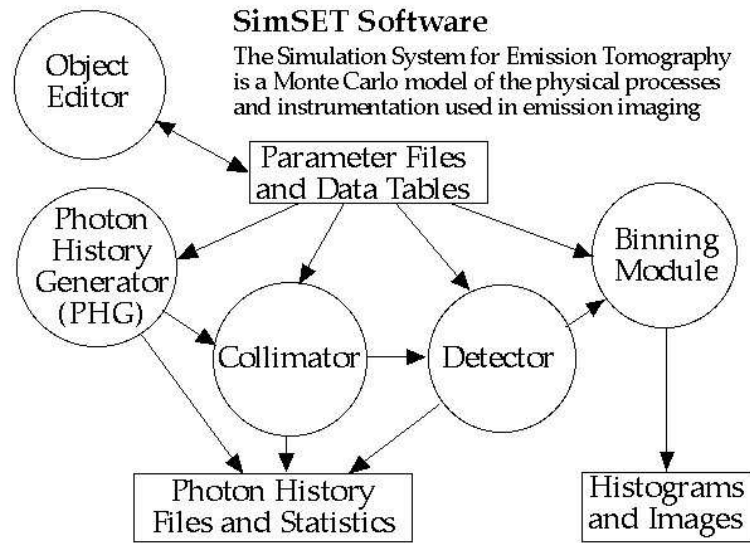 SimSET Software
The Simulation System for Emission Tomography
is a Monte Carlo model of the physical processes
and instrumentation used in emission imaging
Object
Editor
Parameter Files
and Data Tables
Photon
History
Generator
(PHG)
Binning
Module
Collimator
Detector
Photon History
Files and Statistics
Histograms
and Images